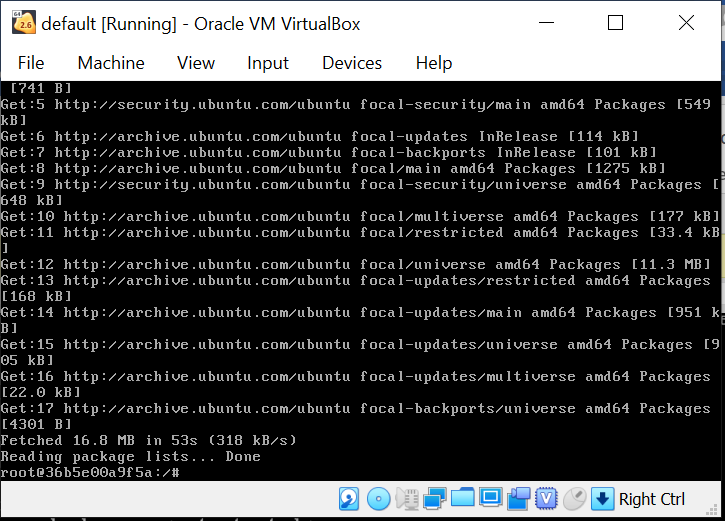 default [Running] - Oracle VM VirtualBox
File Machine View Input Devices Help
[741 B]
Get:5 http://security.ubuntu.com/ubuntu focal-security/main amd64 Packages [549
kB]
Get:6 http://archive.ubuntu.com/ubuntu focal-updates InRelease [114 kB]
Get:7 http://archive.ubuntu.com/ubuntu focal-backports InRelease [101 kB]
Get:8 http://archive.ubuntu.com/ubuntu focal/main amd64 Packages [1275 kB]
Get:9 http://security.ubuntu.com/ubuntu focal-security/universe amd64 Packages [
648 kB]
Get:10 http://archive.ubuntu.com/ubuntu focal/multiverse amd64 Packages [177 kB]
Get:11 http://archive.ubuntu.com/ubuntu focal/restricted amd64 Packages [33.4 kB
]
Get:12 http://archive.ubuntu.com/ubuntu focal/universe amd64 Packages [11.3 MB]
Get:13 http://archive.ubuntu.com/ubuntu focal-updates/restricted amd64 Packages
[168 kB]
Get:14 http://archive.ubuntu.com/ubuntu focal-updates/main amd64 Packages [951 k
B]
Get:15 http://archive.ubuntu.com/ubuntu focal-updates/universe amd64 Packages [9
05 kB]
Get:16 http://archive.ubuntu.com/ubuntu focal-updates/multiverse amd64 Packages
[22.0 kB]
Get:17 http://archive.ubuntu.com/ubuntu focal-backports/universe amd64 Packages
[4301 B]
Fetched 16.8 MB in 53s (318 kB/s)
Reading package lists... Done
root@36b5e00a9f5a:/#
Right Ctrl